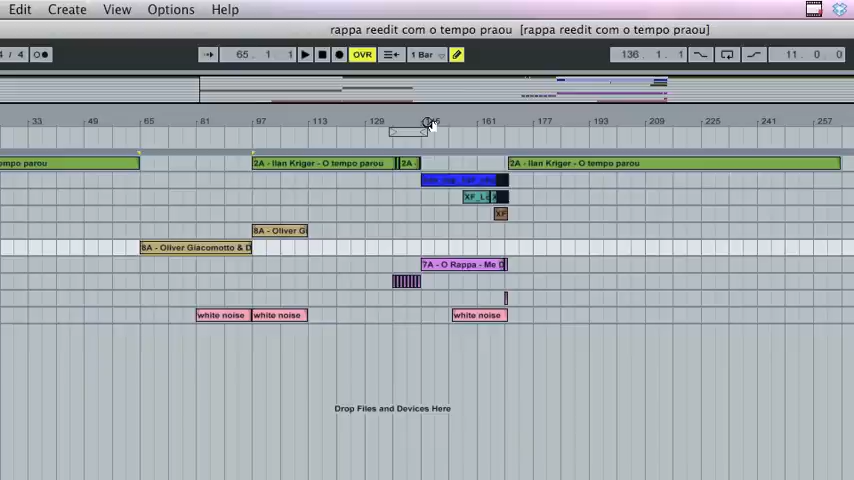 Edit Create View Options Help
rappa reedit com o tempo praou [rappa reedit com o tempo praou]
/ 4 65. 1. 1 OVR 1 Bar 136. 1. 1 11. 0. 0
33 49 65 81 97 113 129 161 177 193 209 225 241 257
empo parou 2A - Ilan Kriger - O tempo parou 2A - 2A - Ilan Kriger - O tempo parou
XF_Lo
XF
8A - Oliver Gi
8A - Oliver Giacomotto & D
7A - O Rappa - Me D
white noise white noise white noise
Drop Files and Devices Here